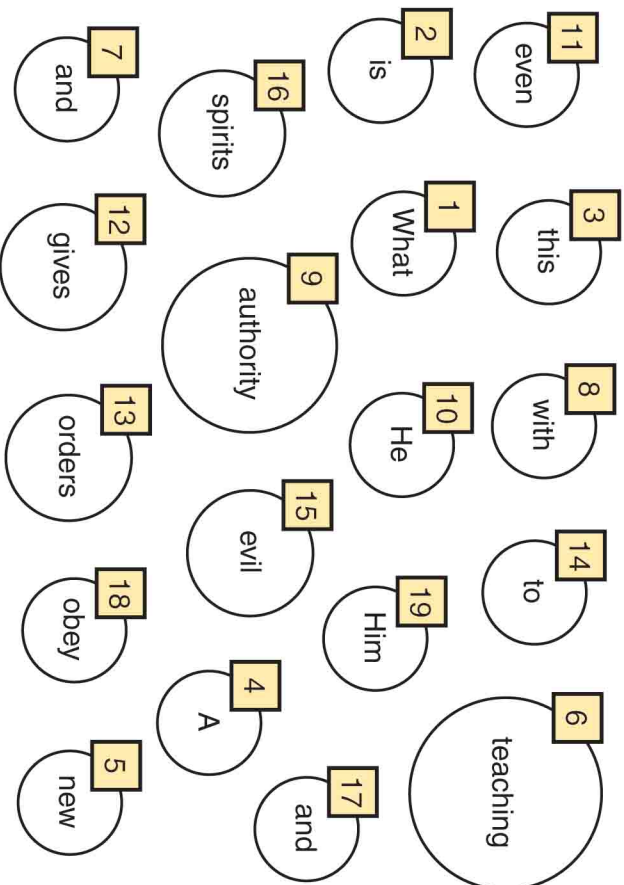 11 even
3 this
8 with
14 to
6 teaching
2 is
1 What
10 He
19 Him
17 and
16 spirits
9 authority
15 evil
4 A
7 and
12 gives
13 orders
18 obey
5 new